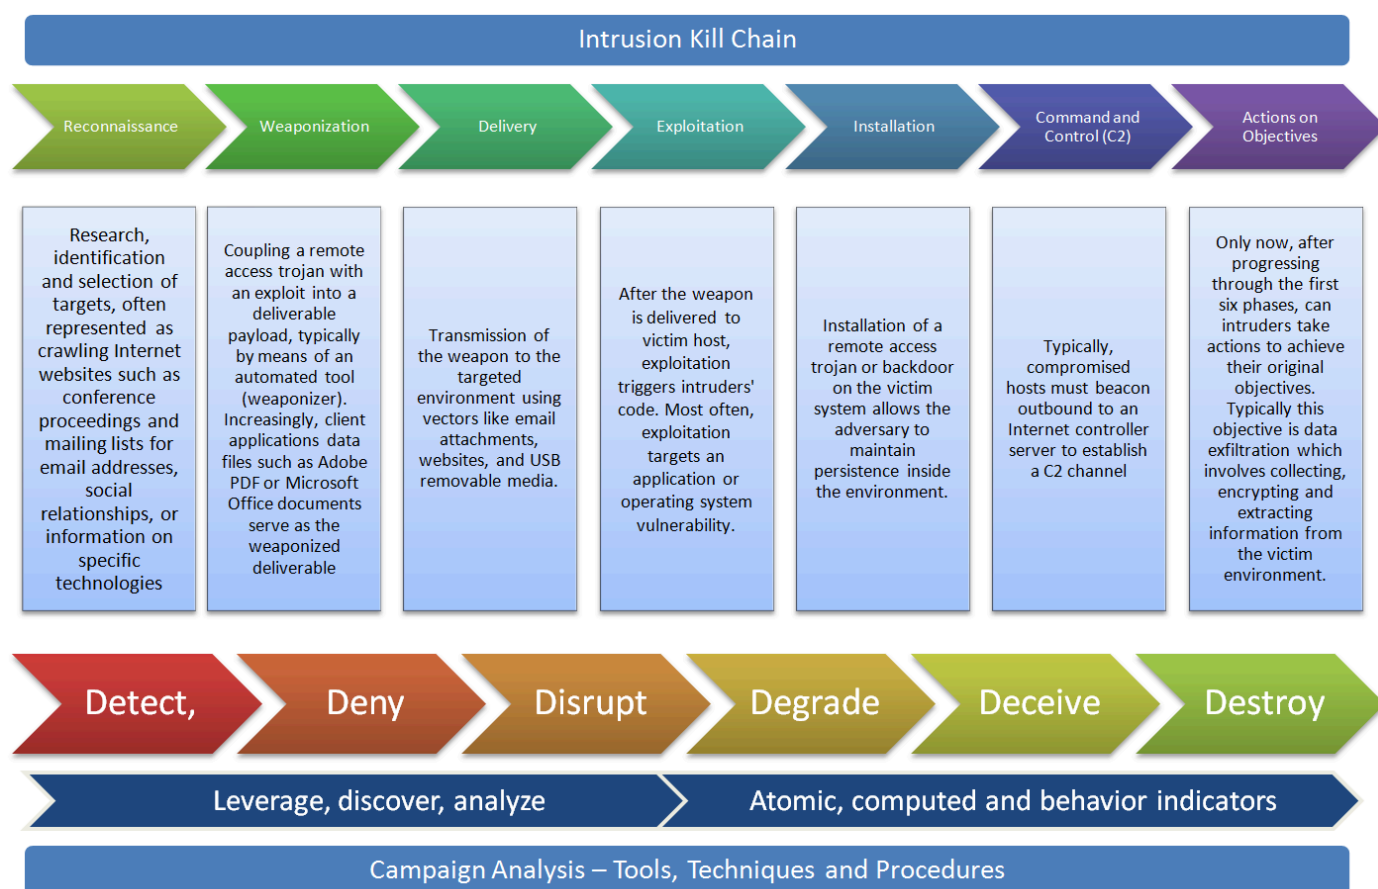 Intrusion Kill Chain
Reconnaissance
Weaponization
Delivery
Exploitation
Installation
Command and
Control (C2)
Actions on
Objectives
Research,
identification
and selection of
targets, often
represented as
crawling Internet
websites such as
conference
proceedings and
mailing lists for
email addresses,
social
relationships, or
information on
specific
technologies
Coupling a remote
access trojan with
an exploit into a
deliverable
payload, typically
by means of an
automated tool
(weaponizer).
Increasingly, client
applications data
files such as Adobe
PDF or Microsoft
Office documents
serve as the
weaponized
deliverable
Transmission of
the weapon to the
targeted
environment using
vectors like email
attachments,
websites, and USB
removable media.
After the weapon
is delivered to
victim host,
exploitation
triggers intruders'
code. Most often,
exploitation
targets an
application or
operating system
vulnerability.
Installation of a
remote access
trojan or backdoor
on the victim
system allows the
adversary to
maintain
persistence inside
the environment.
Typically,
compromised
hosts must beacon
outbound to an
Internet controller
server to establish
a C2 channel
Only now, after
progressing
through the first
six phases, can
intruders take
actions to achieve
their original
objectives.
Typically this
objective is data
exfiltration which
involves collecting,
encrypting and
extracting
information from
the victim
environment.
Detect,
Deny
Disrupt
Degrade
Deceive
Destroy
Leverage, discover, analyze
Atomic, computed and behavior indicators
Campaign Analysis – Tools, Techniques and Procedures